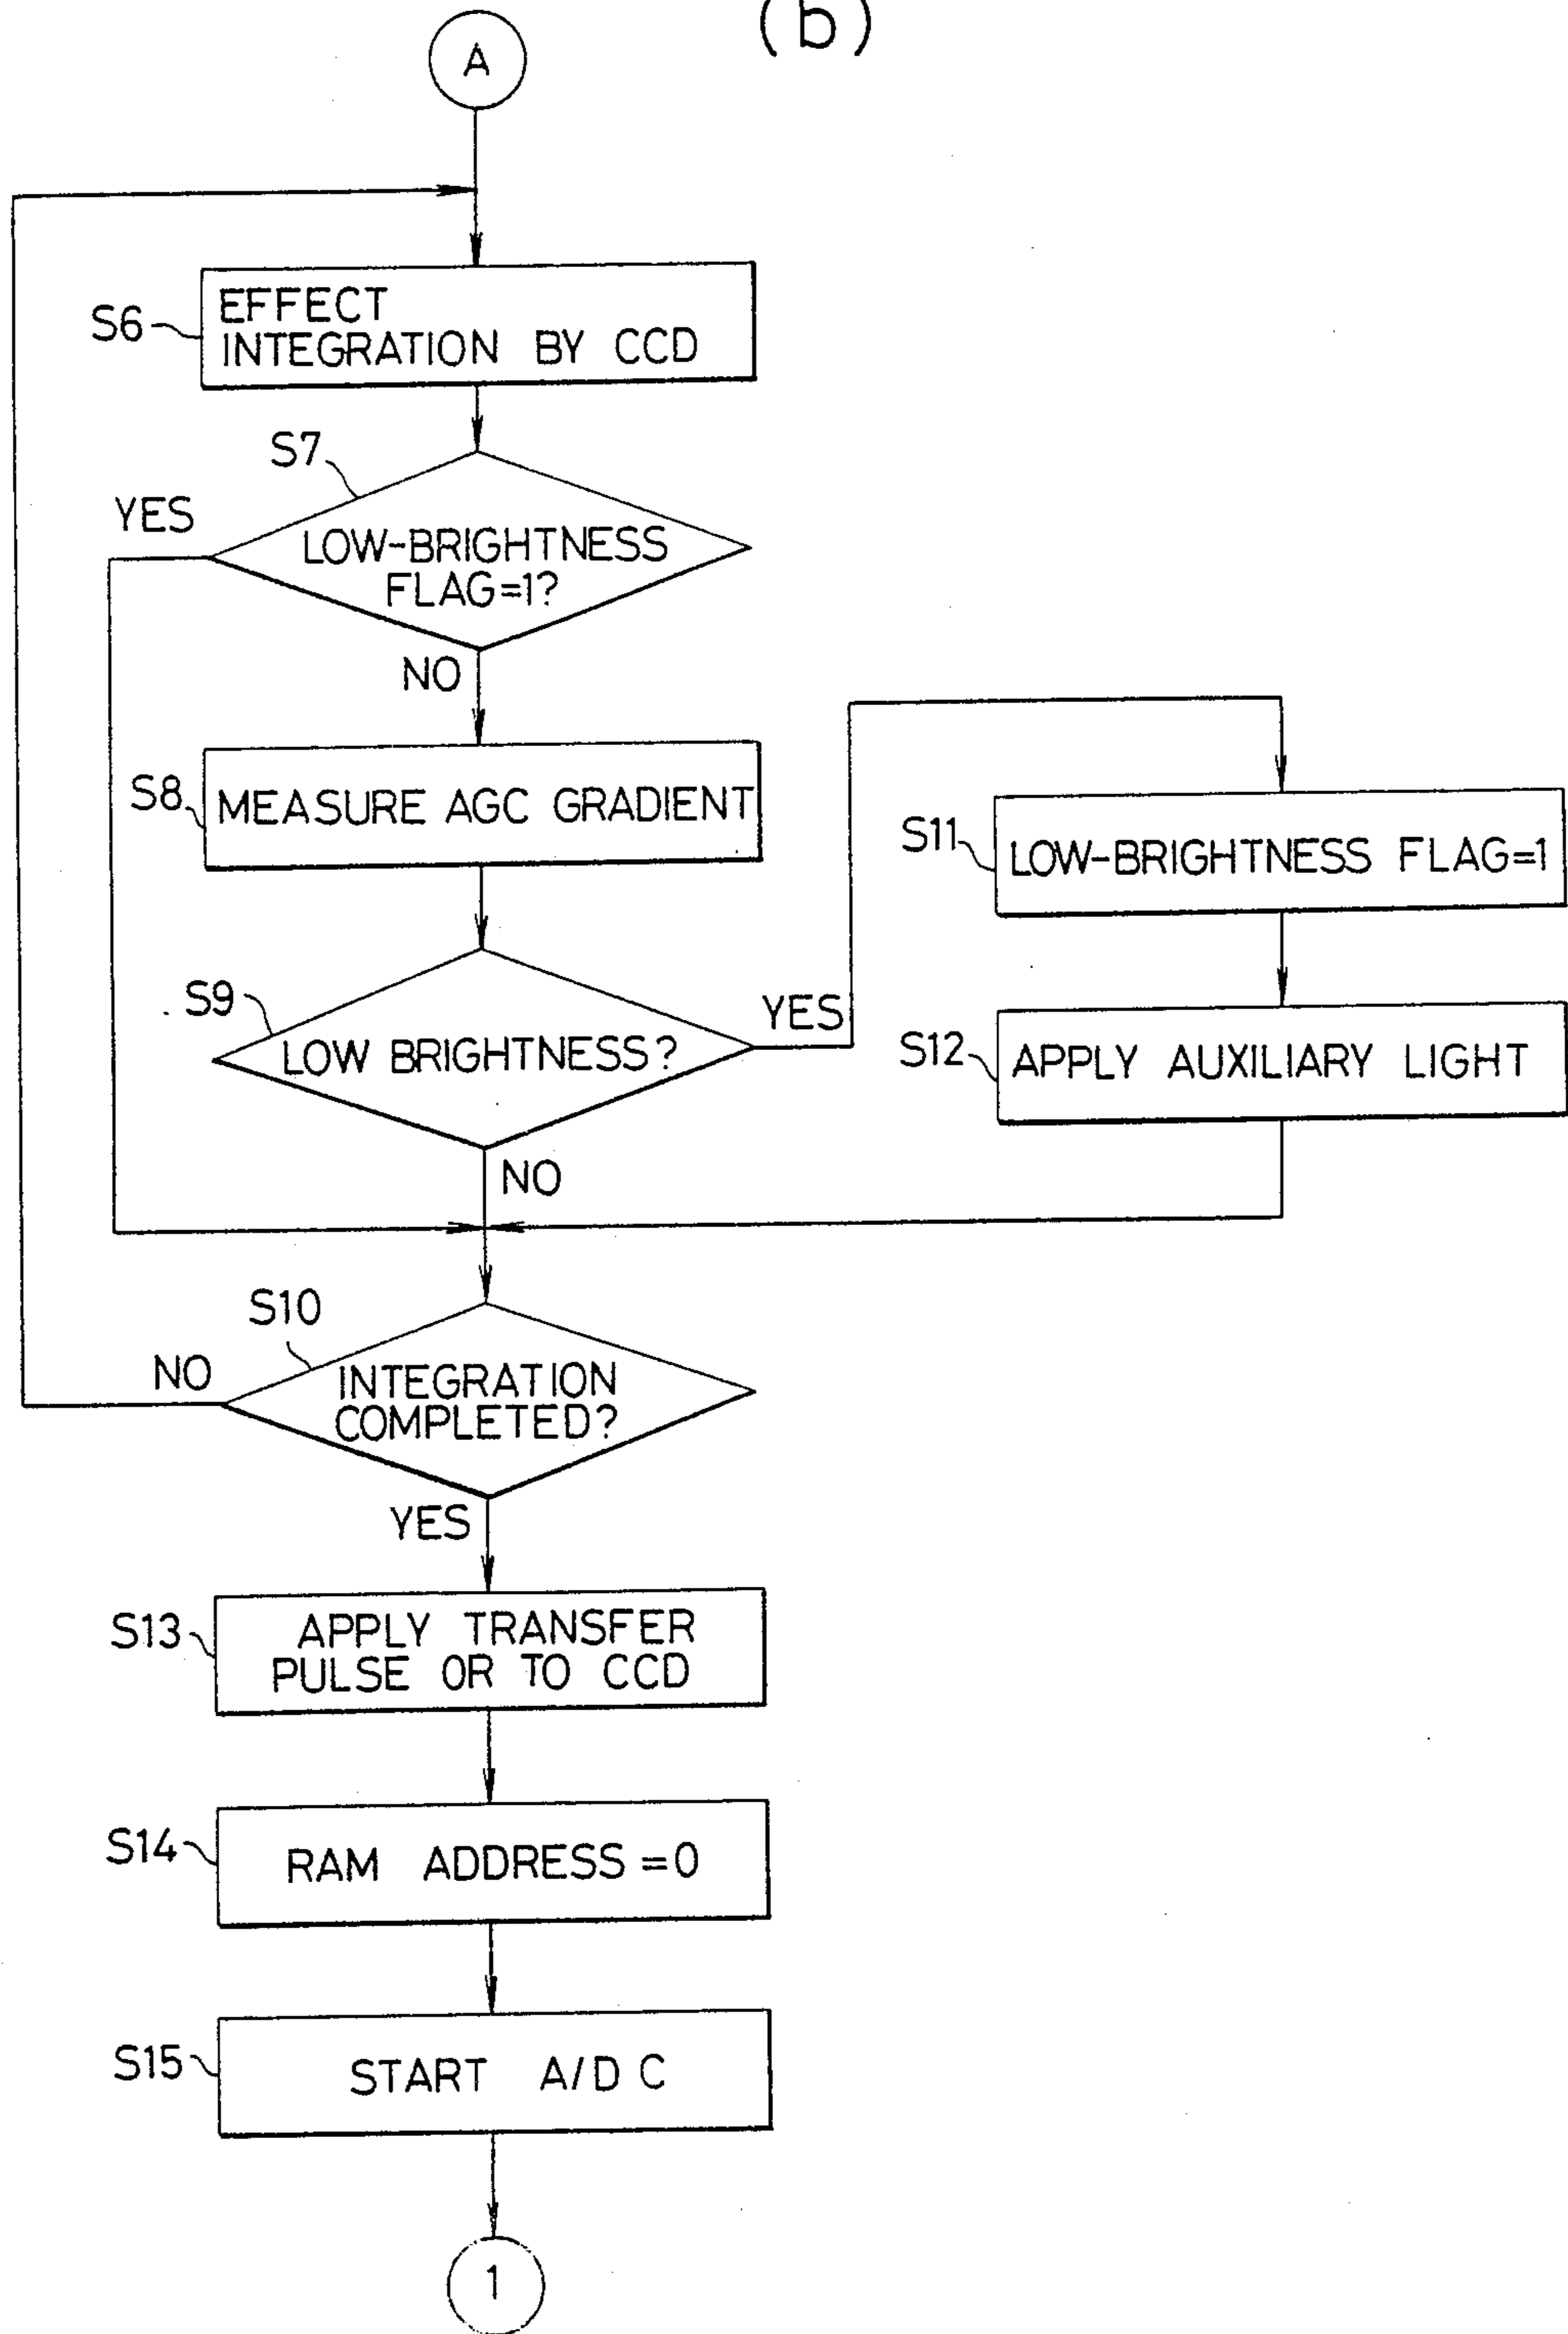 (b)
A
S6
EFFECT
INTEGRATION BY CCD
S7
YES
LOW-BRIGHTNESS
FLAG=1?
NO
S8
MEASURE AGC GRADIENT
S11
LOW-BRIGHTNESS FLAG=1
S9
LOW BRIGHTNESS?
YES
S12
APPLY AUXILIARY LIGHT
NO
S10
NO
INTEGRATION
COMPLETED?
YES
S13
APPLY TRANSFER
PULSE OR TO CCD
S14
RAM ADDRESS=0
S15
START A/D C
1